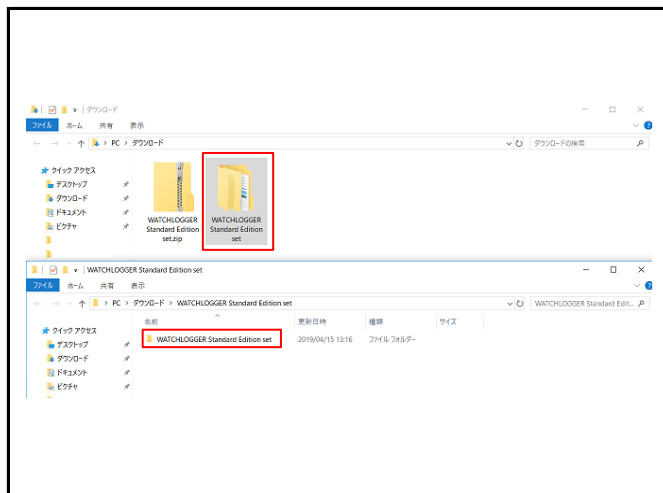 ダウンロード
ファイル ホーム 共有 表示
PC > ダウンロード ダウンロードの検索
クイック アクセス
デスクトップ
ダウンロード
ドキュメント
ピクチャ
WATCHLOGGER
Standard Edition
set.zip
WATCHLOGGER
Standard Edition
set
WATCHLOGGER Standard Edition set
ファイル ホーム 共有 表示
PC > ダウンロード > WATCHLOGGER Standard Edition set WATCHLOGGER Standard Edit...
名前 更新日時 種類 サイズ
クイック アクセス
デスクトップ
ダウンロード
ドキュメント
ピクチャ
WATCHLOGGER Standard Edition set 2019/04/15 13:16 ファイル フォルダー